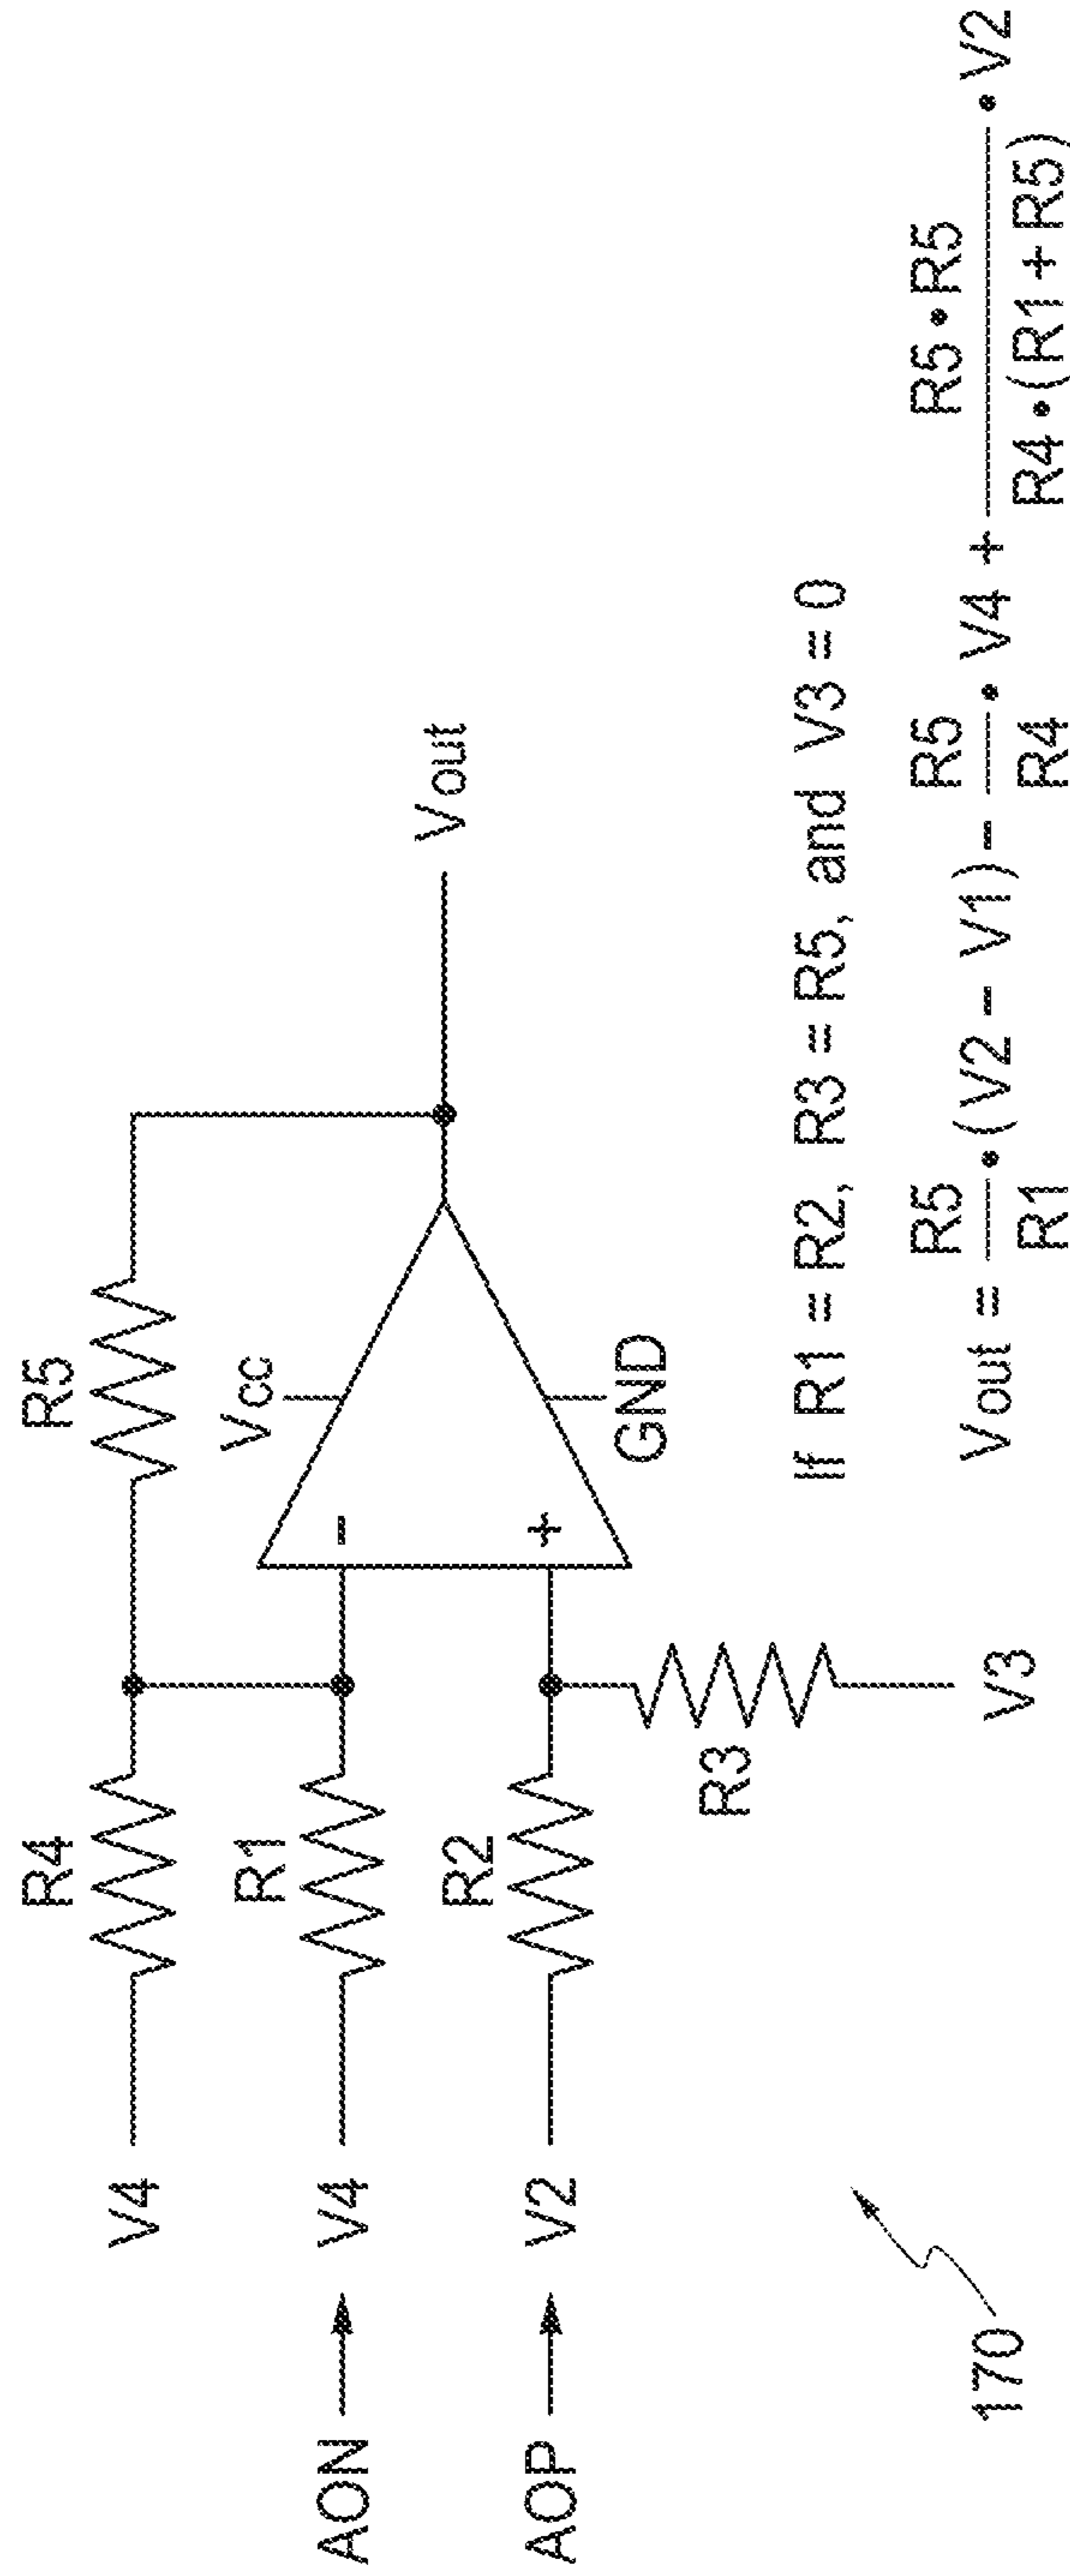 R4
R5
V4
Vcc
R1
AON
V4
−
Vout
R2
AOP
V2
+
GND
R3
V3
170
If R1 = R2, R3 = R5, and V3 = 0
Vout = R5/R1 • (V2 − V1) − R5/R4 • V4 + R5•R5/R4•(R1+R5) • V2